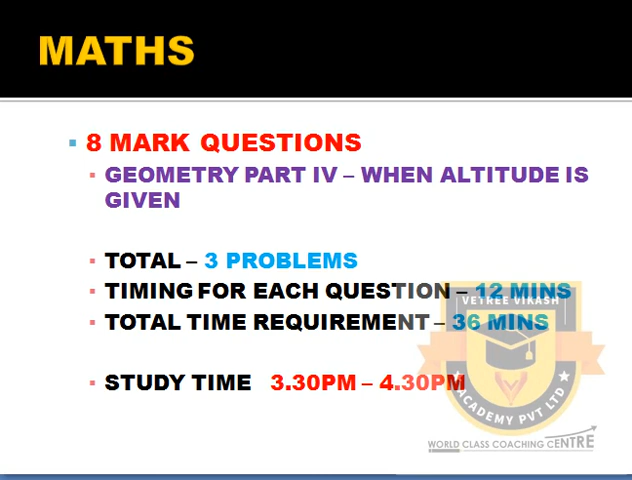 MATHS
8 MARK QUESTIONS
GEOMETRY PART IV – WHEN ALTITUDE IS
GIVEN
TOTAL – 3 PROBLEMS
TIMING FOR EACH QUESTION – 12 MINS
TOTAL TIME REQUIREMENT – 36 MINS
STUDY TIME 3.30PM – 4.30PM
VETREE VIKASH
ACADEMY PVT LTD
WORLD CLASS COACHING CENTRE